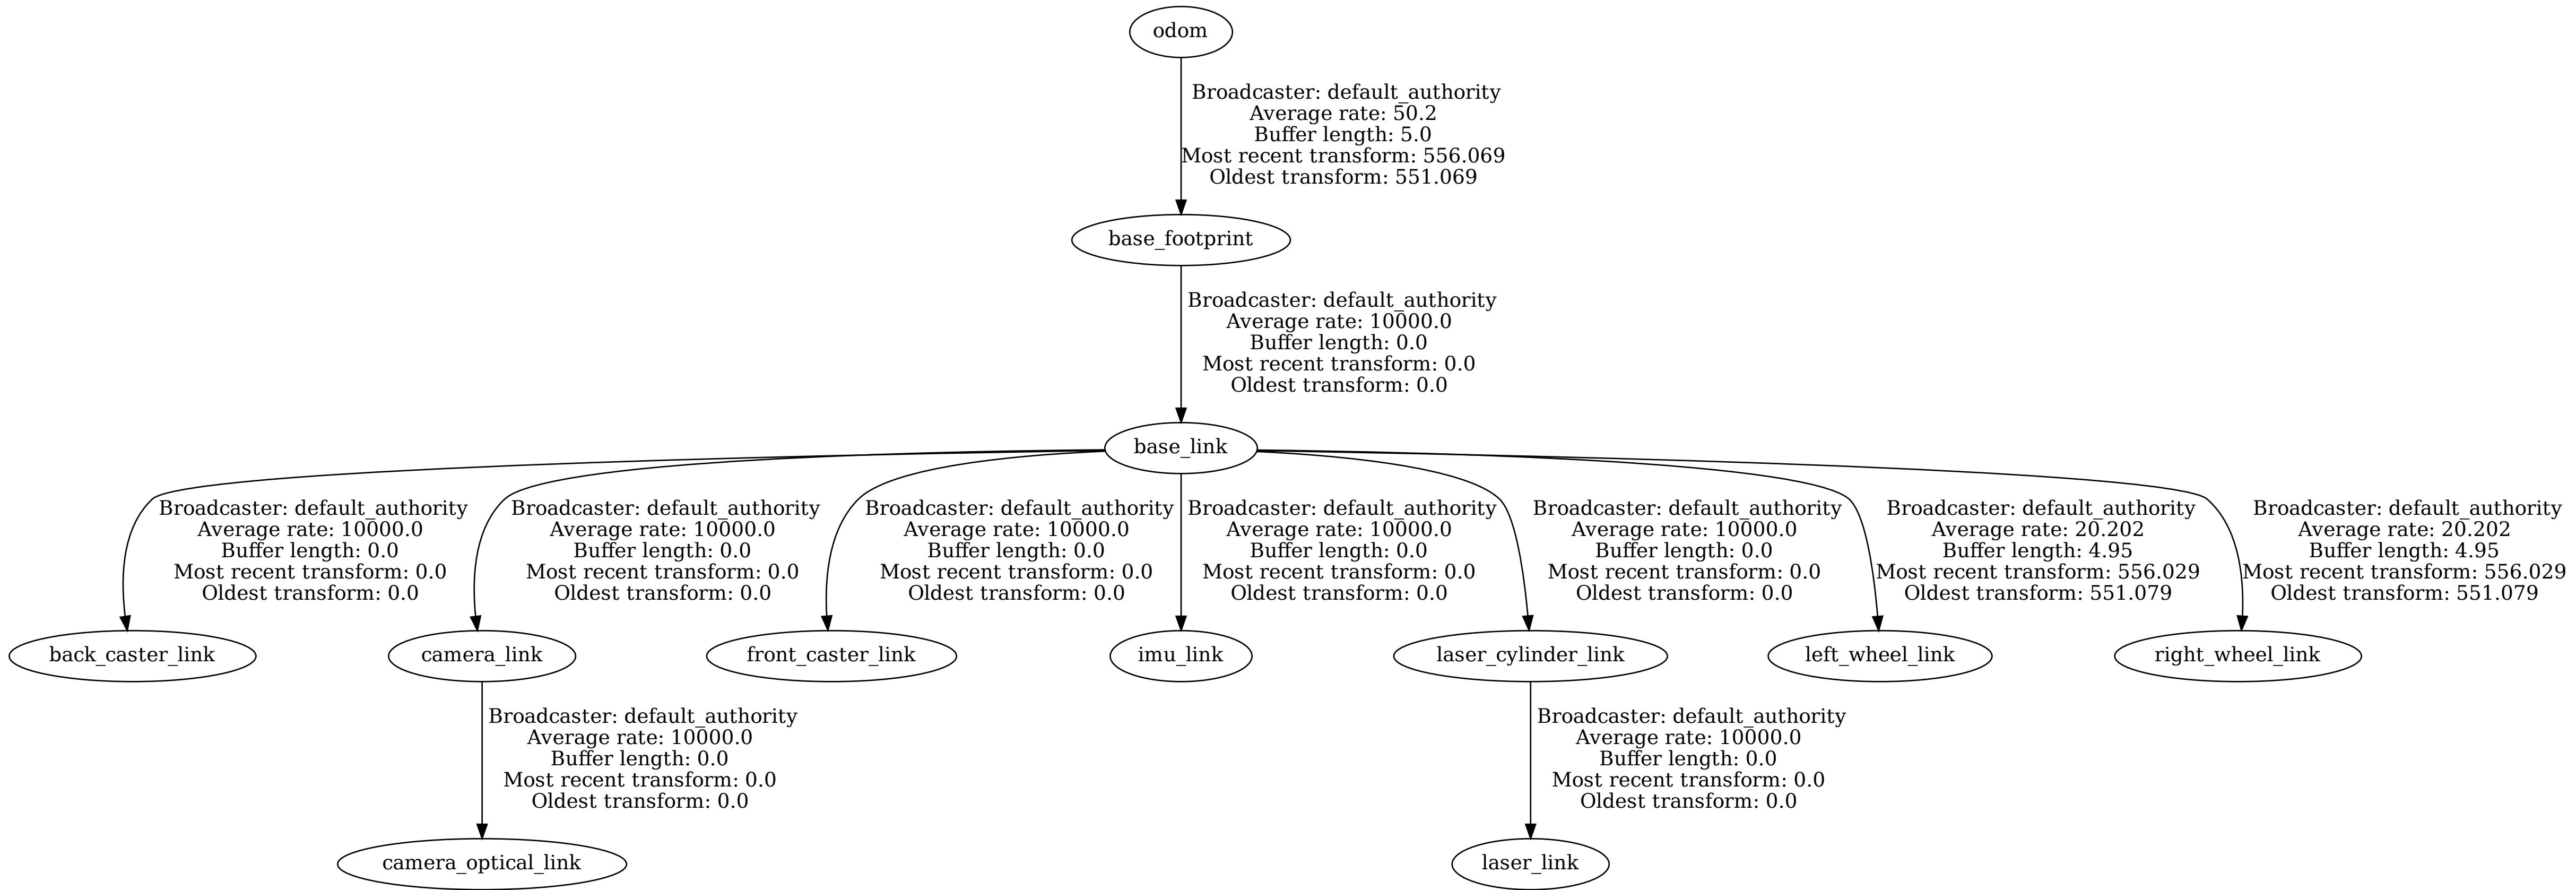 odom
Broadcaster: default_authority
Average rate: 50.2
Buffer length: 5.0
Most recent transform: 556.069
Oldest transform: 551.069
base_footprint
Broadcaster: default_authority
Average rate: 10000.0
Buffer length: 0.0
Most recent transform: 0.0
Oldest transform: 0.0
base_link
Broadcaster: default_authority
Average rate: 10000.0
Buffer length: 0.0
Most recent transform: 0.0
Oldest transform: 0.0
Broadcaster: default_authority
Average rate: 10000.0
Buffer length: 0.0
Most recent transform: 0.0
Oldest transform: 0.0
Broadcaster: default_authority
Average rate: 10000.0
Buffer length: 0.0
Most recent transform: 0.0
Oldest transform: 0.0
Broadcaster: default_authority
Average rate: 10000.0
Buffer length: 0.0
Most recent transform: 0.0
Oldest transform: 0.0
Broadcaster: default_authority
Average rate: 10000.0
Buffer length: 0.0
Most recent transform: 0.0
Oldest transform: 0.0
Broadcaster: default_authority
Average rate: 20.202
Buffer length: 4.95
Most recent transform: 556.029
Oldest transform: 551.079
Broadcaster: default_authority
Average rate: 20.202
Buffer length: 4.95
Most recent transform: 556.029
Oldest transform: 551.079
back_caster_link
camera_link
front_caster_link
imu_link
laser_cylinder_link
left_wheel_link
right_wheel_link
Broadcaster: default_authority
Average rate: 10000.0
Buffer length: 0.0
Most recent transform: 0.0
Oldest transform: 0.0
Broadcaster: default_authority
Average rate: 10000.0
Buffer length: 0.0
Most recent transform: 0.0
Oldest transform: 0.0
camera_optical_link
laser_link